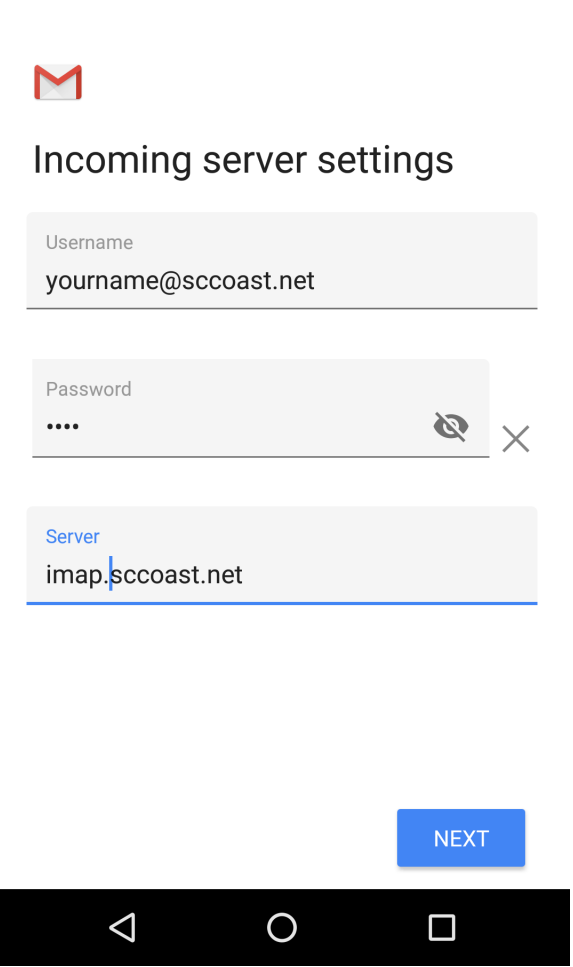 Incoming server settings
Username
yourname@sccoast.net
Password
••••
Server
imap.sccoast.net
NEXT